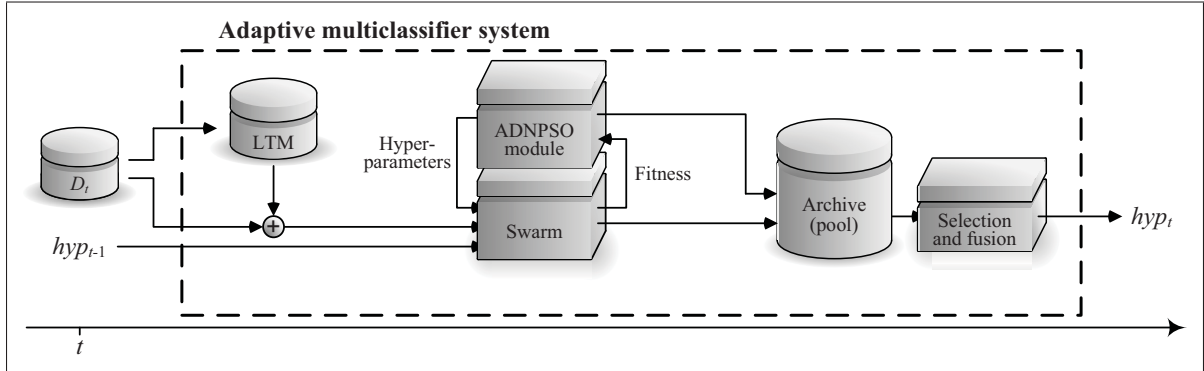 Adaptive multiclassifier system
LTM
D_t
hyp_{t-1}
+
Hyper-
parameters
ADNPSO
module
Fitness
Swarm
Archive
(pool)
Selection
and fusion
hyp_t
t